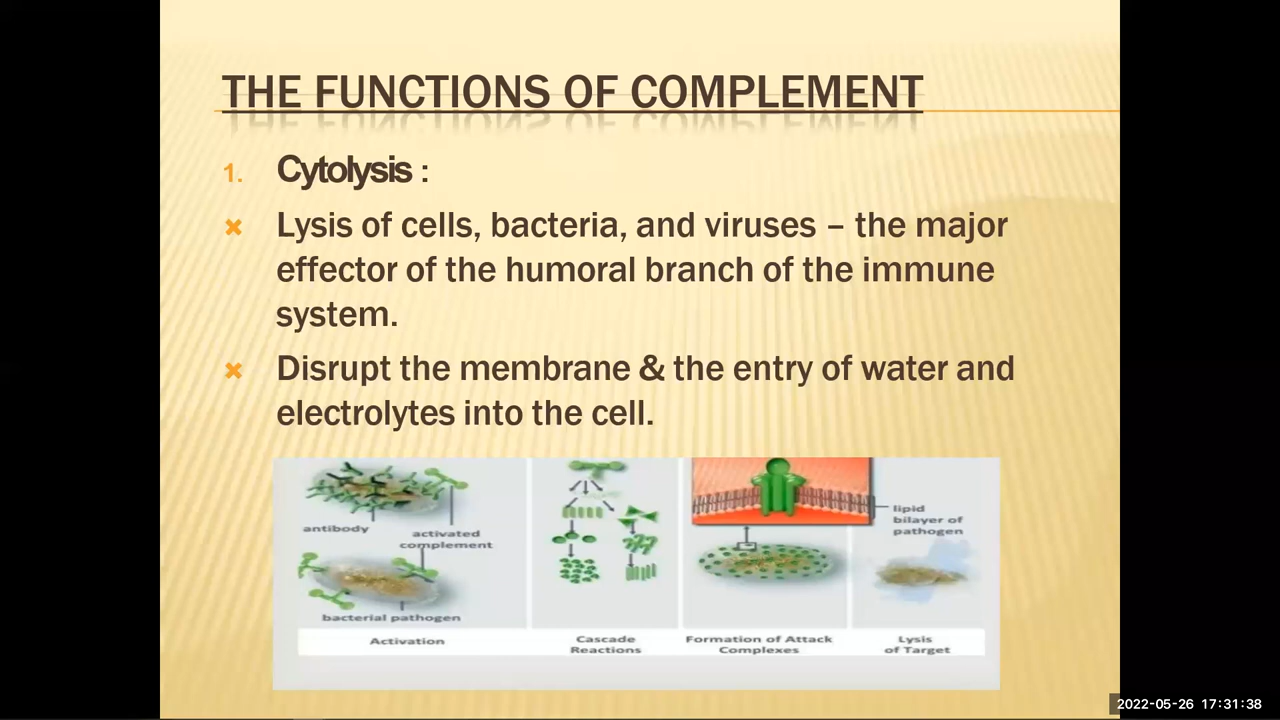 THE FUNCTIONS OF COMPLEMENT
1. Cytolysis :
Lysis of cells, bacteria, and viruses – the major
effector of the humoral branch of the immune
system.
Disrupt the membrane & the entry of water and
electrolytes into the cell.
antibody
activated
complement
bacterial pathogen
Activation
Cascade
Reactions
Formation of Attack
Complexes
lipid
bilayer of
pathogen
Lysis
of Target
2022-05-26 17:31:38